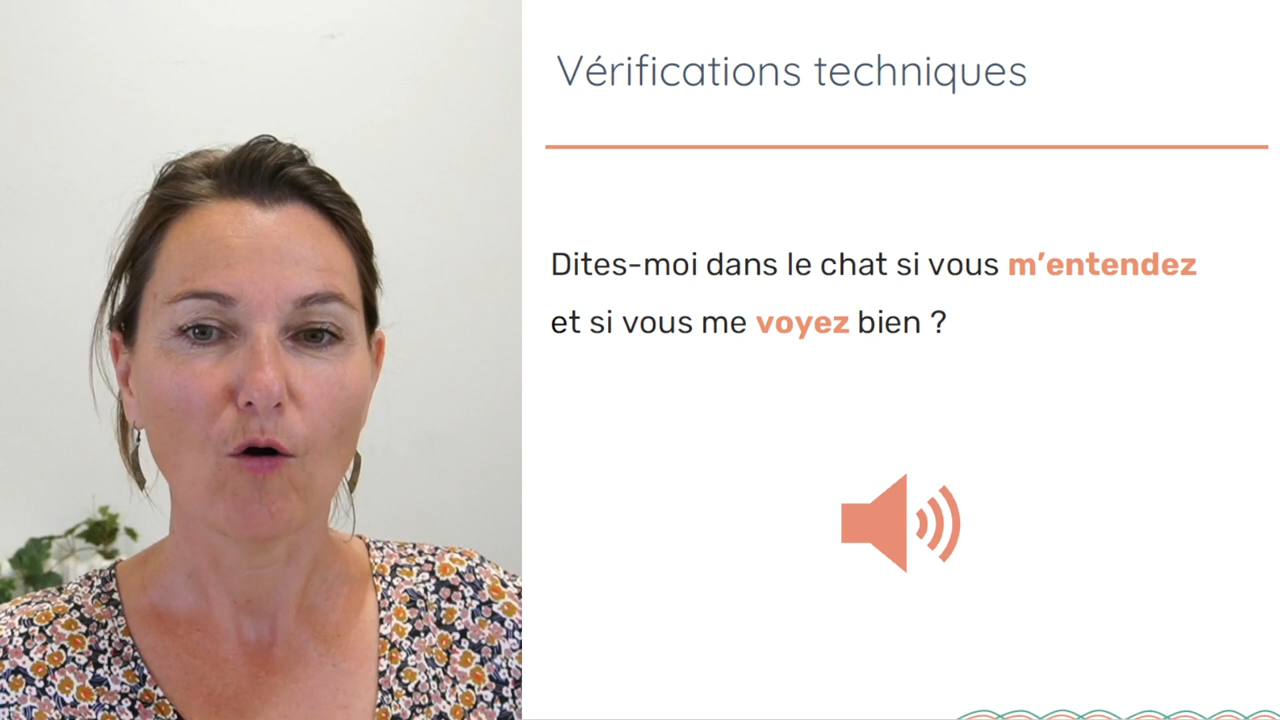 Vérifications techniques
Dites-moi dans le chat si vous m’entendez
et si vous me voyez bien ?